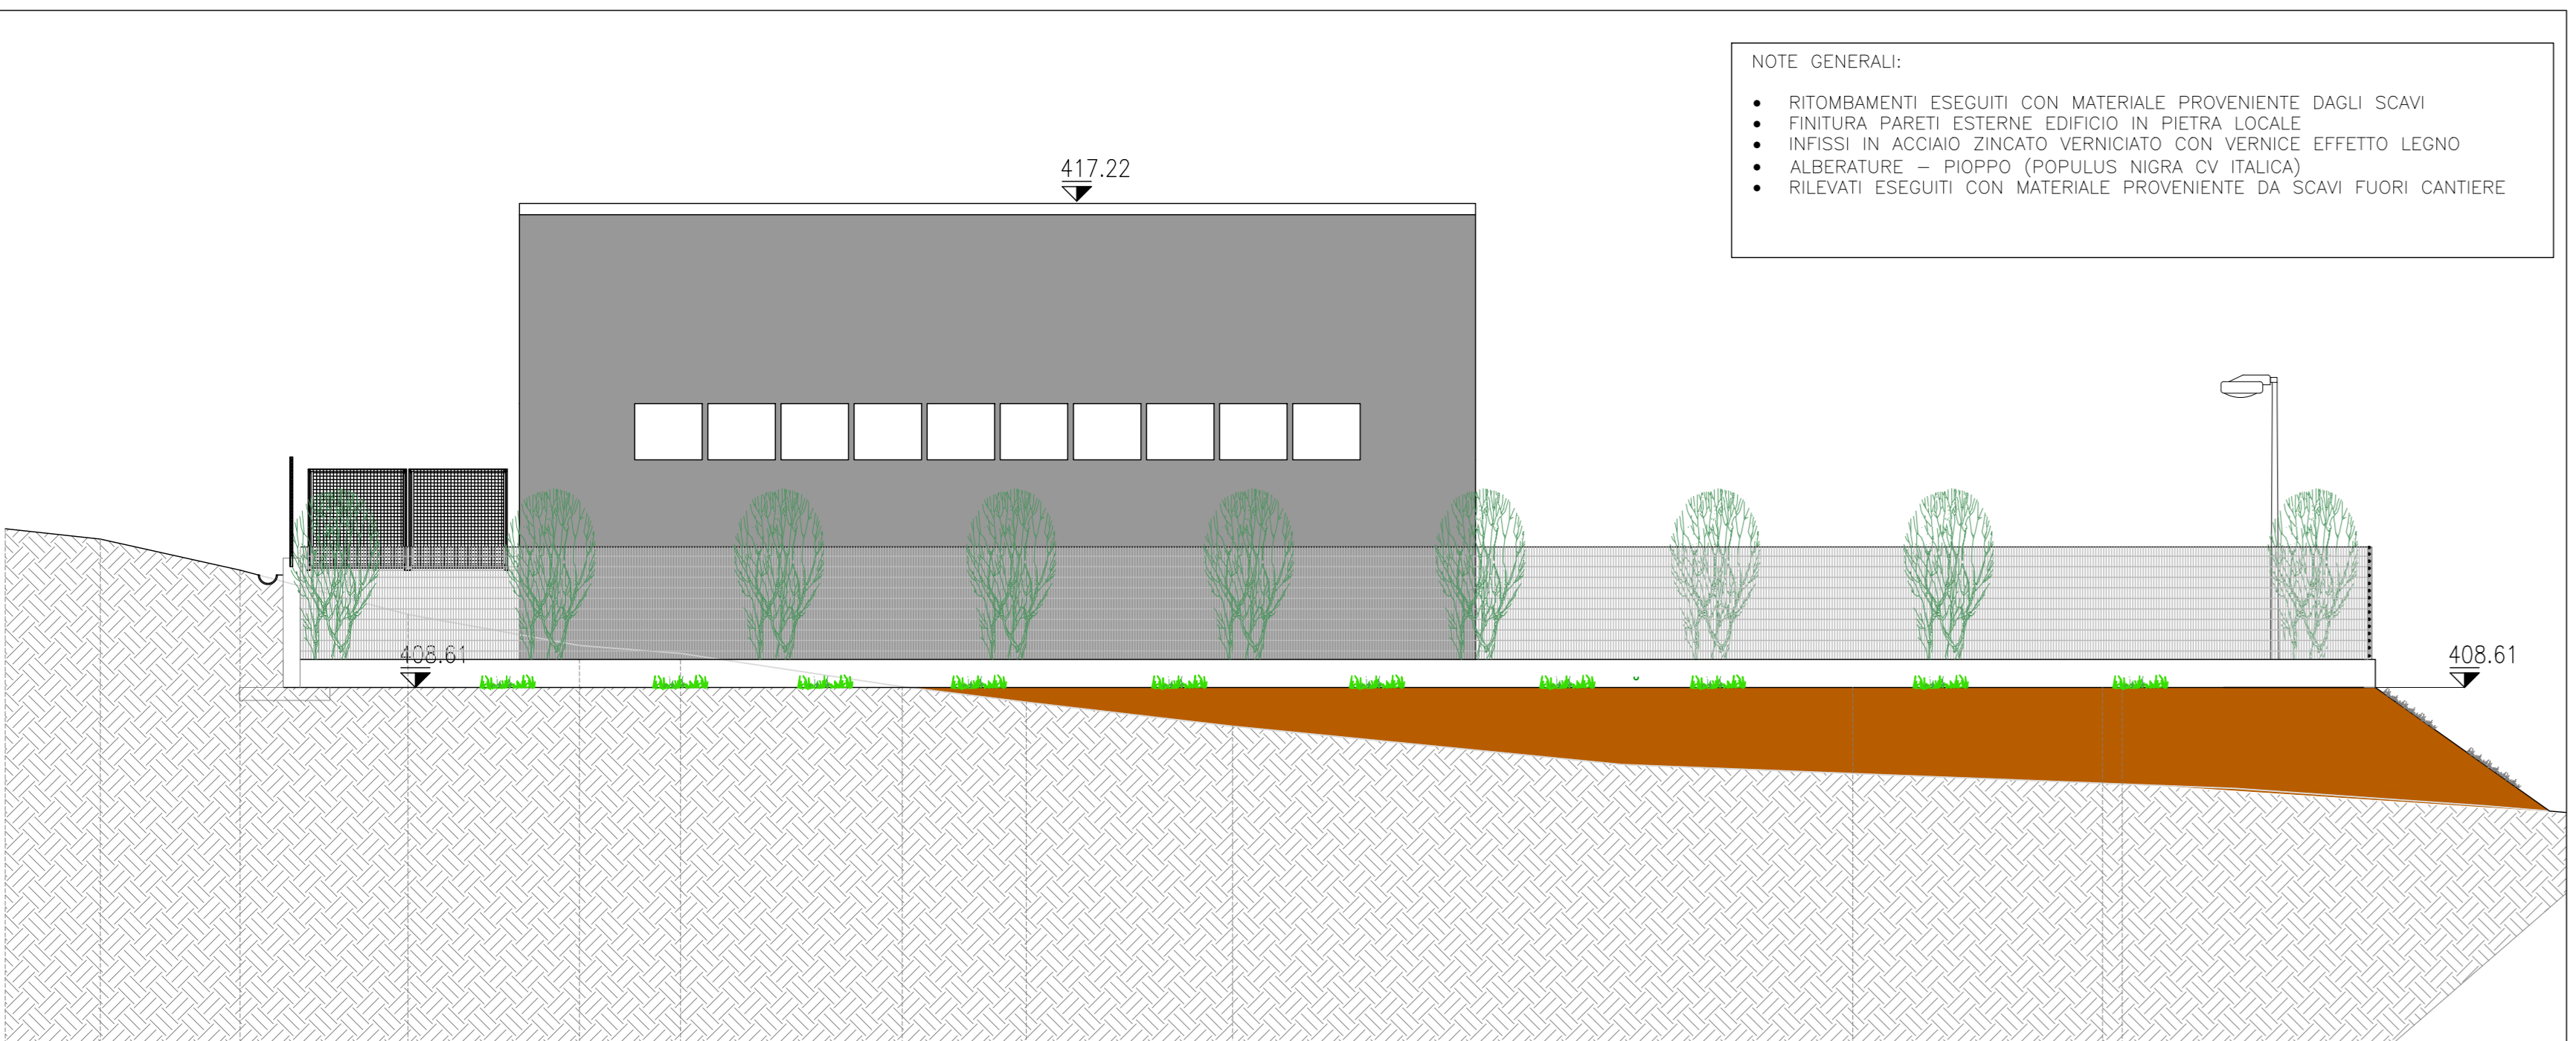 NOTE GENERALI:
• RITOMBAMENTI ESEGUITI CON MATERIALE PROVENIENTE DAGLI SCAVI
• FINITURA PARETI ESTERNE EDIFICIO IN PIETRA LOCALE
• INFISSI IN ACCIAIO ZINCATO VERNICIATO CON VERNICE EFFETTO LEGNO
• ALBERATURE – PIOPPO (POPULUS NIGRA CV ITALICA)
• RILEVATI ESEGUITI CON MATERIALE PROVENIENTE DA SCAVI FUORI CANTIERE
417.22
408.61
408.61